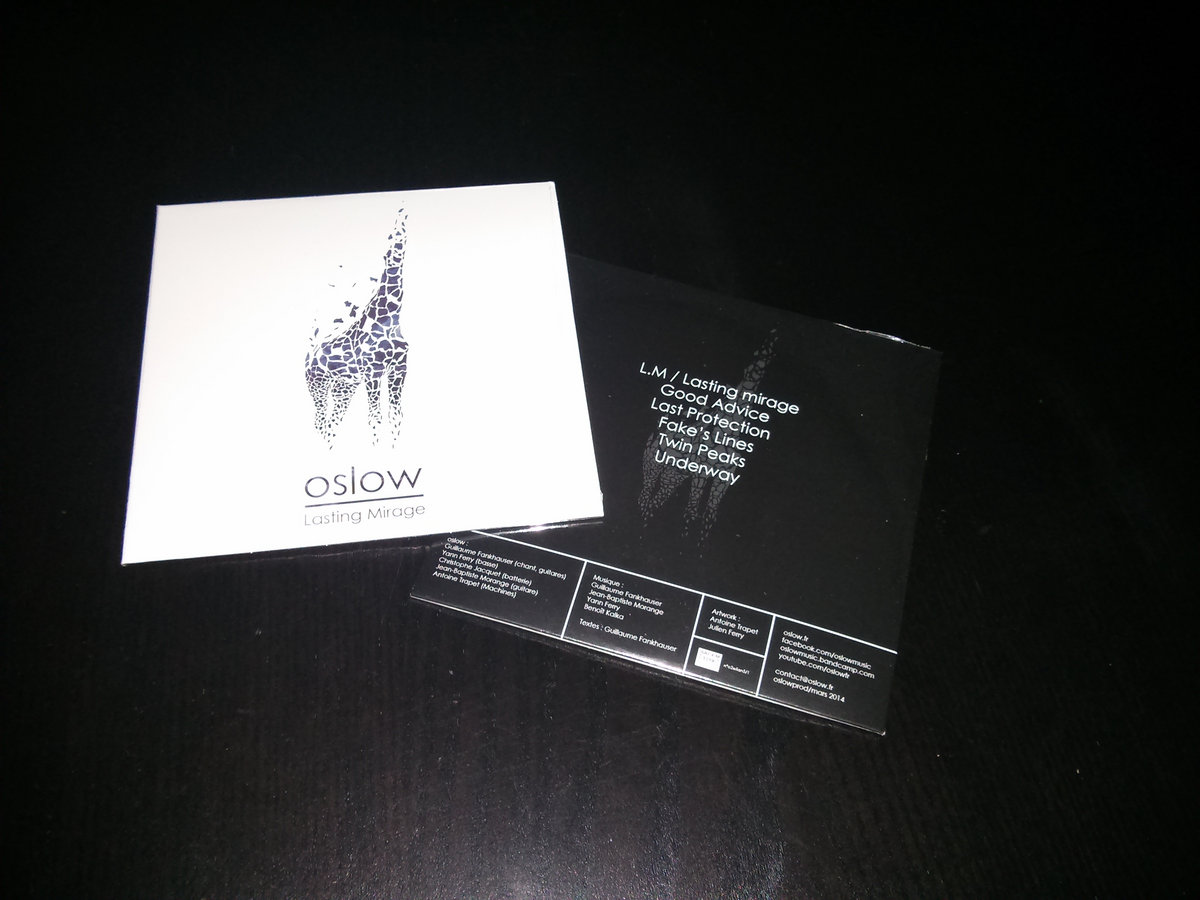 oslow
Lasting Mirage
L.M / Lasting mirage
Good Advice
Last Protection
Fake's Lines
Twin Peaks
Underway
oslow :
Guillaume Fankhauser (chant, guitares)
Yann Ferry (basse)
Christophe Jacquet (batterie)
Jean-Baptiste Morange (guitare)
Antoine Trapet (Machines)
Musique :
Guillaume Fankhauser
Jean-Baptiste Morange
Yann Ferry
Benoît Kalka
Textes : Guillaume Fankhauser
Artwork :
Antoine Trapet
Julien Ferry
oslow.fr
facebook.com/oslowmusic
oslowmusic.bandcamp.com
youtube.com/oslowfr
contact@oslow.fr
oslowprod/mars 2014